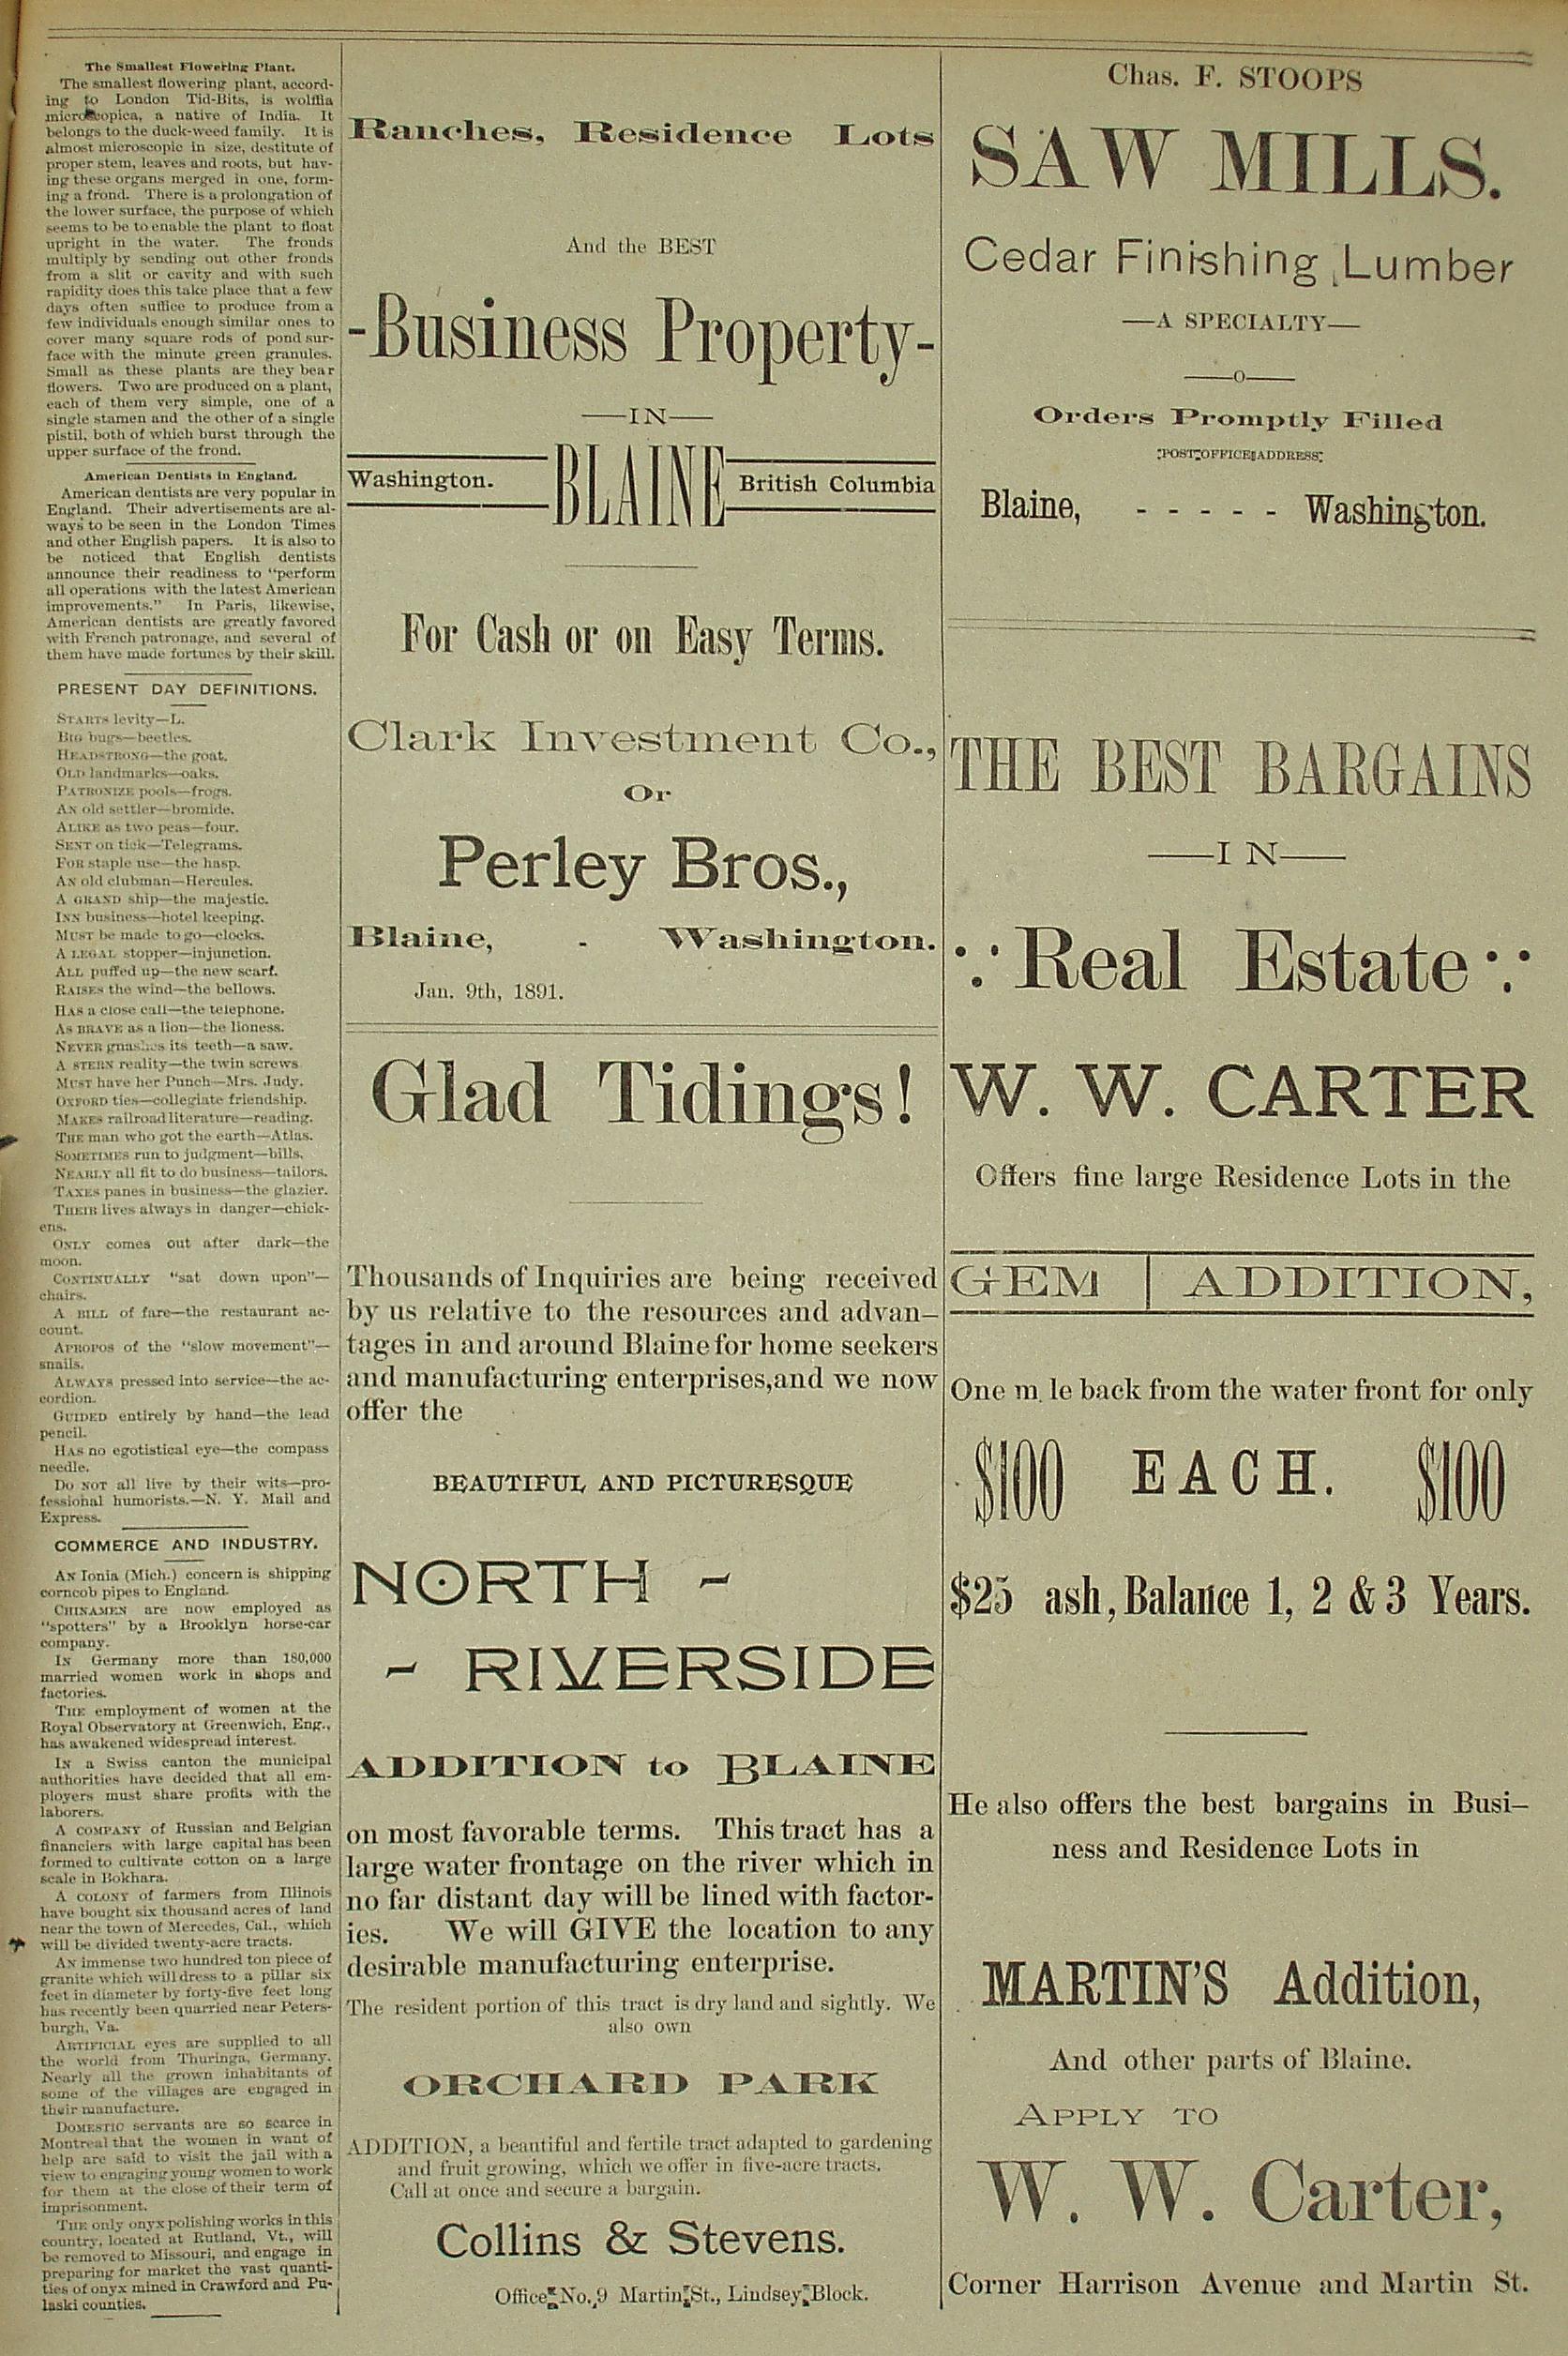 The Smallest Flowering Plant.
The smallest flowering plant, accord-
ing to London Tid-Bits, is wolffia
microscopica, a native of India. It
belongs to the duck-weed family. It is
almost microscopic in size, destitute of
proper stem, leaves and roots, but hav-
ing these organs merged in one, form-
ing a frond. There is a prolongation of
the lower surface, the purpose of which
seems to be to enable the plant to float
upright in the water. The fronds
multiply by sending out other fronds
from a slit or cavity and with such
rapidity does this take place that a few
days often suffice to produce from a
few individuals enough similar ones to
cover many square rods of pond sur-
face with the minute green granules.
Small as these plants are they bear
flowers. Two are produced on a plant,
each of them very simple, one of a
single stamen and the other of a single
pistil, both of which burst through the
upper surface of the frond.
American Dentists in England.
American dentists are very popular in
England. Their advertisements are al-
ways to be seen in the London Times
and other English papers. It is also to
be noticed that English dentists
announce their readiness to "perform
all operations with the latest American
improvements." In Paris, likewise,
American dentists are greatly favored
with French patronage, and several of
them have made fortunes by their skill.
PRESENT DAY DEFINITIONS.
STARTS levity—L.
BIG bugs—beetles.
HEADSTRONG—the goat.
OLD landmarks—oaks.
PATRONIZE pools—frogs.
AN old settler—bromide.
ALIKE as two peas—four.
SENT on tick—Telegrams.
FOR staple use—the hasp.
AN old clubman—Hercules.
A GRAND ship—the majestic.
INN business—hotel keeping.
MUST be made to go—clocks.
A LEGAL stopper—injunction.
ALL puffed up—the new scarf.
RAISES the wind—the bellows.
HAS a close call—the telephone.
AS BRAVE as a lion—the lioness.
NEVER gnashes its teeth—a saw.
A STERN reality—the twin screws
MUST have her Punch—Mrs. Judy.
OXFORD ties—collegiate friendship.
MAKES railroad literature—reading.
THE man who got the earth—Atlas.
SOMETIMES run to judgment—bills.
NEARLY all fit to do business—tailors.
TAXES panes in business—the glazier.
THEIR lives always in danger—chick-
ens.
ONLY comes out after dark—the
moon.
CONTINUALLY "sat down upon"—
chairs.
A BILL of fare—the restaurant ac-
count.
APROPOS of the "slow movement"—
snails.
ALWAYS pressed into service—the ac-
cordion.
GUIDED entirely by hand—the lead
pencil.
HAS no egotistical eye—the compass
needle.
DO NOT all live by their wits—pro-
fessional humorists.—N. Y. Mail and
Express.
COMMERCE AND INDUSTRY.
AN Ionia (Mich.) concern is shipping
corncob pipes to England.
CHINAMEN are now employed as
"spotters" by a Brooklyn horse-car
company.
IN Germany more than 180,000
married women work in shops and
factories.
THE employment of women at the
Royal Observatory at Greenwich, Eng.,
has awakened widespread interest.
IN a Swiss canton the municipal
authorities have decided that all em-
ployers must share profits with the
laborers.
A COMPANY of Russian and Belgian
financiers with large capital has been
formed to cultivate cotton on a large
scale in Bokhara.
A COLONY of farmers from Illinois
have bought six thousand acres of land
near the town of Mercedes, Cal., which
will be divided twenty-acre tracts.
AN immense two hundred ton piece of
granite which will dress to a pillar six
feet in diameter by forty-five feet long
has recently been quarried near Peters-
burgh, Va.
ARTIFICIAL eyes are supplied to all
the world from Thuringa, Germany.
Nearly all the grown inhabitants of
some of the villages are engaged in
their manufacture.
DOMESTIC servants are so scarce in
Montreal that the women in want of
help are said to visit the jail with a
view to engaging young women to work
for them at the close of their term of
imprisonment.
THE only onyx polishing works in this
country, located at Rutland, Vt., will
be removed to Missouri, and engage in
preparing for market the vast quanti-
ties of onyx mined in Crawford and Pu-
laski counties.
Ranches, Residence Lots
And the BEST
-Business Property-
—IN—
Washington. BLAINE British Columbia
For Cash or on Easy Terms.
Clark Investment Co.,
Or
Perley Bros.,
Blaine, - Washington.
Jan. 9th, 1891.
Glad Tidings!
Thousands of Inquiries are being received
by us relative to the resources and advan-
tages in and around Blaine for home seekers
and manufacturing enterprises,and we now
offer the
BEAUTIFUL AND PICTURESQUE
NORTH -
- RIVERSIDE
ADDITION to BLAINE
on most favorable terms. This tract has a
large water frontage on the river which in
no far distant day will be lined with factor-
ies. We will GIVE the location to any
desirable manufacturing enterprise.
The resident portion of this tract is dry land and sightly. We
also own
ORCHARD PARK
ADDITION, a beautiful and fertile tract adapted to gardening
and fruit growing, which we offer in five-acre tracts.
Call at once and secure a bargain.
Collins & Stevens.
Office No. 9 Martin St., Lindsey Block.
Chas. F. STOOPS
SAW MILLS.
Cedar Finishing Lumber
—A SPECIALTY—
—o—
Orders Promptly Filled
POST OFFICE ADDRESS
Blaine, - - - - - Washington.
THE BEST BARGAINS
—IN—
Real Estate
W. W. CARTER
Offers fine large Residence Lots in the
GEM | ADDITION,
One m le back from the water front for only
$100 EACH. $100
$25 ash, Balance 1, 2 & 3 Years.
He also offers the best bargains in Busi-
ness and Residence Lots in
MARTIN'S Addition,
And other parts of Blaine.
APPLY TO
W. W. Carter,
Corner Harrison Avenue and Martin St.